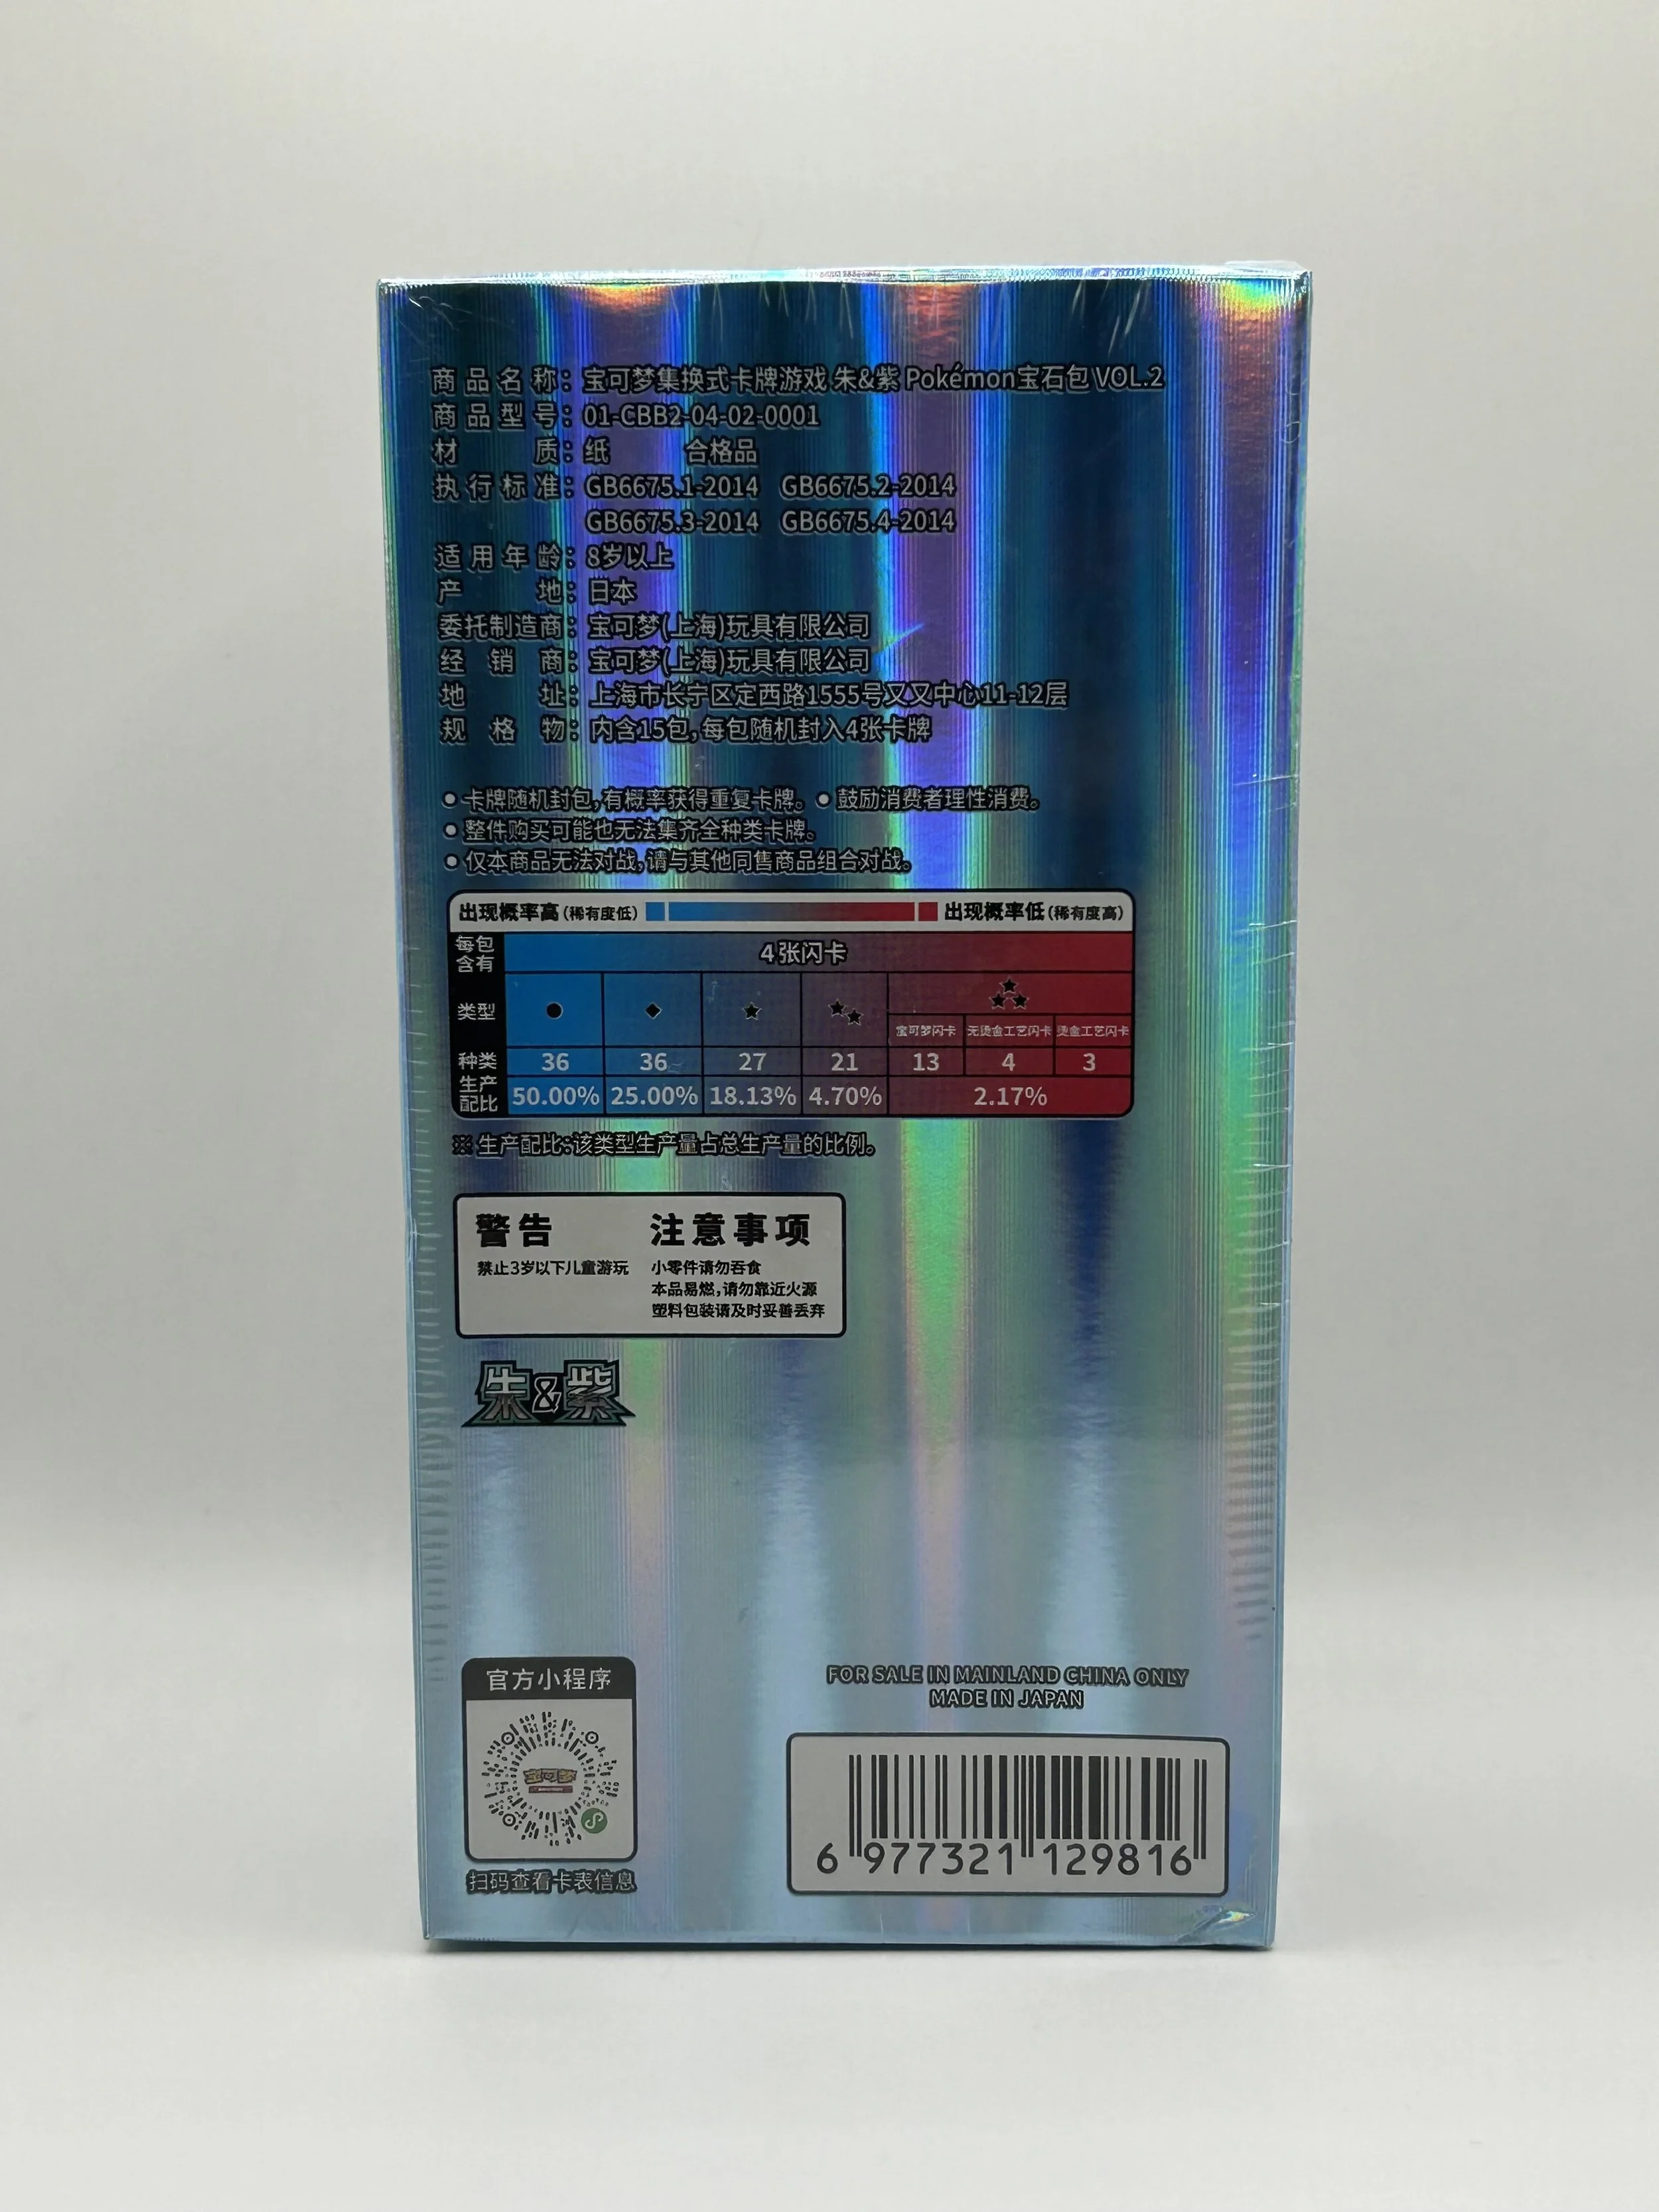 商品名称：宝可梦集换式卡牌游戏 朱&紫 Pokémon宝石包 VOL.2
商品型号：01-CBB2-04-02-0001
材质：纸 合格品
执行标准：GB6675.1-2014 GB6675.2-2014
GB6675.3-2014 GB6675.4-2014
适用年龄：8岁以上
产地：日本
委托制造商：宝可梦(上海)玩具有限公司
经销商：宝可梦(上海)玩具有限公司
地址：上海市长宁区定西路1555号又又中心11-12层
规格物：内含15包,每包随机封入4张卡牌
●卡牌随机封包,有概率获得重复卡牌。●鼓励消费者理性消费。
●整件购买可能也无法集齐全种类卡牌。
●仅本商品无法对战,请与其他同售商品组合对战。
出现概率高(稀有度低) 出现概率低(稀有度高)
每包含有 4张闪卡
类型 ● ◆ ★ ★★ ★★★
宝可梦闪卡 无烫金工艺闪卡 烫金工艺闪卡
种类 36 36 27 21 13 4 3
生产配比 50.00% 25.00% 18.13% 4.70% 2.17%
※ 生产配比:该类型生产量占总生产量的比例。
警告 注意事项
禁止3岁以下儿童游玩 小零件请勿吞食
本品易燃,请勿靠近火源
塑料包装请及时妥善丢弃
朱&紫
官方小程序
宝可梦
扫码查看卡表信息
FOR SALE IN MAINLAND CHINA ONLY
MADE IN JAPAN
6 977321 129816